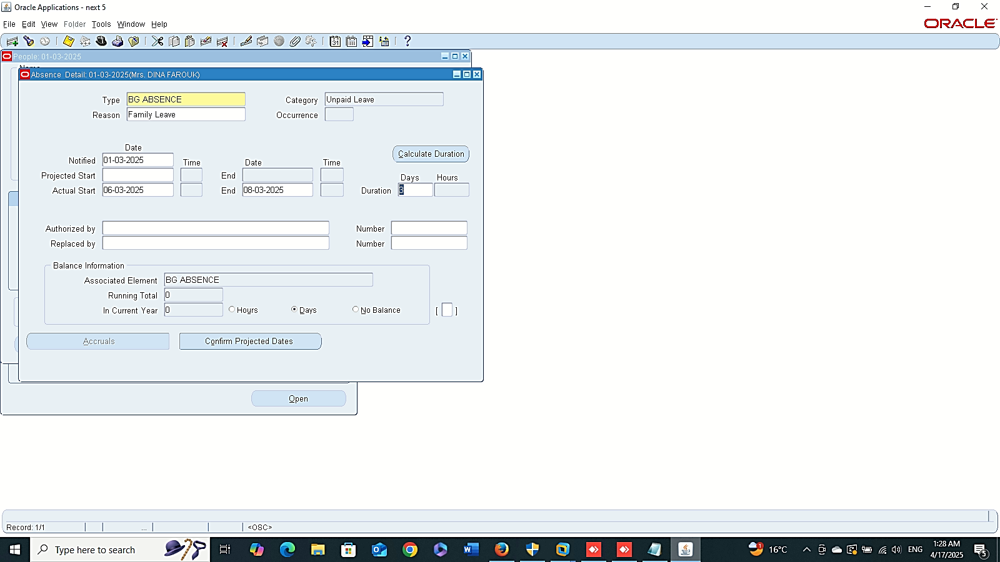 Oracle Applications - next 5
File Edit View Folder Tools Window Help
ORACLE
People: 01-03-2025
Absence Detail: 01-03-2025(Mrs. DINA FAROUK)
Type BG ABSENCE Category Unpaid Leave
Reason Family Leave Occurrence
Date
Notified 01-03-2025 Time Date Time Calculate Duration
Projected Start End Days Hours
Actual Start 06-03-2025 End 08-03-2025 Duration 3
Authorized by Number
Replaced by Number
Balance Information
Associated Element BG ABSENCE
Running Total 0
In Current Year 0 Hours Days No Balance [ ]
Accruals Confirm Projected Dates
Open
Record: 1/1 ... <OSC>
Type here to search 16°C ENG 1:28 AM
4/17/2025 5